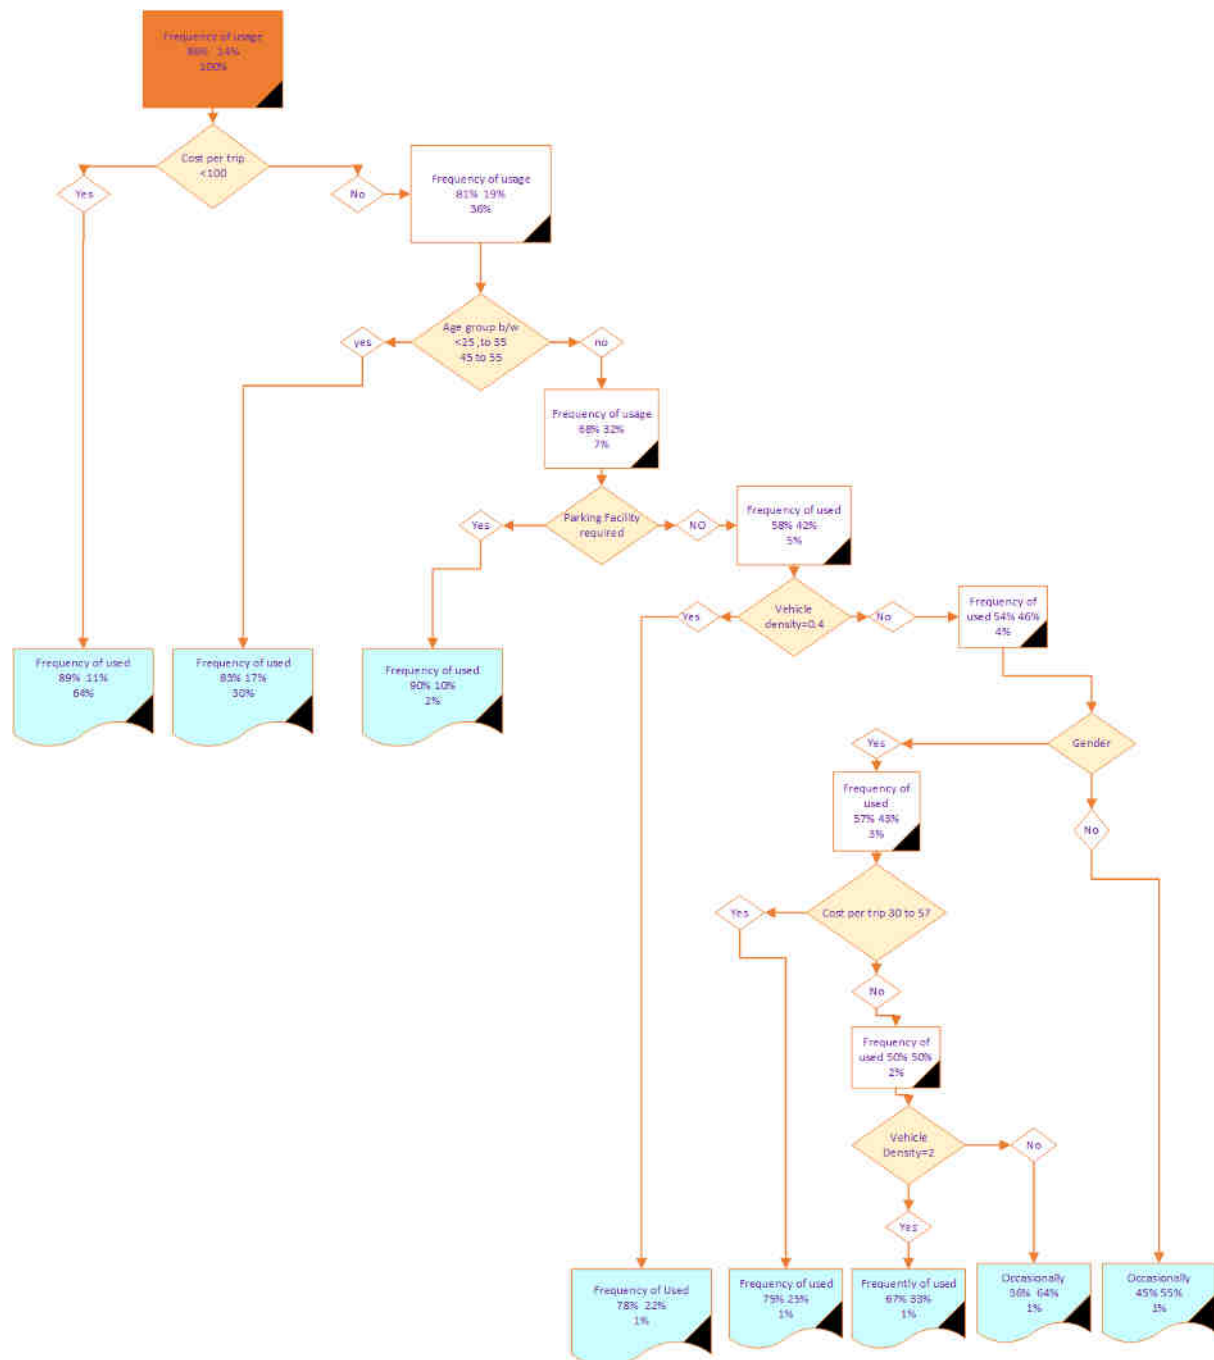 Frequency of usage
86% 14%
100%
Cost per trip
<100
Yes
No
Frequency of usage
81% 19%
36%
Age group b/w
<25 ,to 35
45 to 55
yes
no
Frequency of usage
68% 32%
7%
Parking Facility
required
Yes
NO
Frequency of used
58% 42%
5%
Vehicle
density=0.4
Yes
No
Frequency of
used 54% 46%
4%
Frequency of used
89% 11%
64%
Frequency of used
83% 17%
30%
Frequency of used
90% 10%
2%
Gender
Yes
No
Frequency of
used
57% 43%
3%
Cost per trip 30 to 57
Yes
No
Frequency of
used 50% 50%
2%
Vehicle
Density=2
No
Yes
Frequency of Used
78% 22%
1%
Frequency of used
75% 25%
1%
Frequently of used
67% 33%
1%
Occasionally
36% 64%
1%
Occasionally
45% 55%
1%